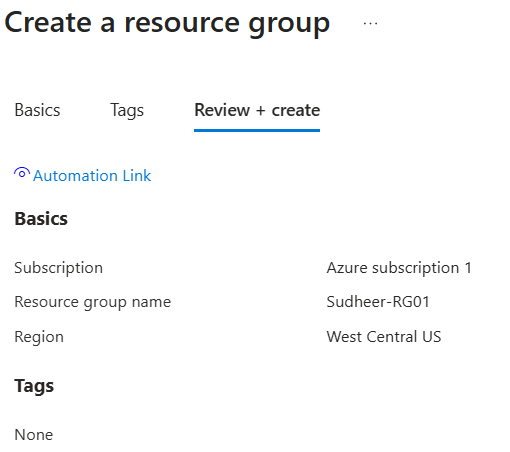 Create a resource group ...
Basics Tags Review + create
Automation Link
Basics
Subscription Azure subscription 1
Resource group name Sudheer-RG01
Region West Central US
Tags
None